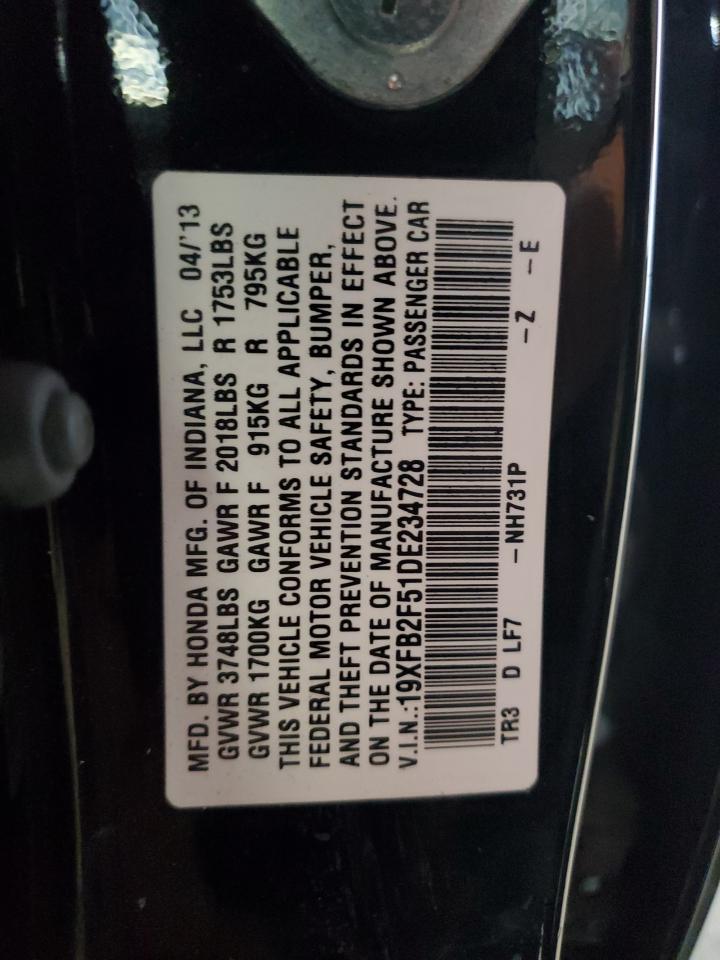 MFD. BY HONDA MFG. OF INDIANA, LLC 04/'13
GVWR 3748LBS GAWR F 2018LBS R 1753LBS
GVWR 1700KG GAWR F 915KG R 795KG
THIS VEHICLE CONFORMS TO ALL APPLICABLE
FEDERAL MOTOR VEHICLE SAFETY, BUMPER,
AND THEFT PREVENTION STANDARDS IN EFFECT
ON THE DATE OF MANUFACTURE SHOWN ABOVE.
V.I.N.:19XFB2F51DE234728 TYPE: PASSENGER CAR
TR3 D LF7 –NH731P –Z –E